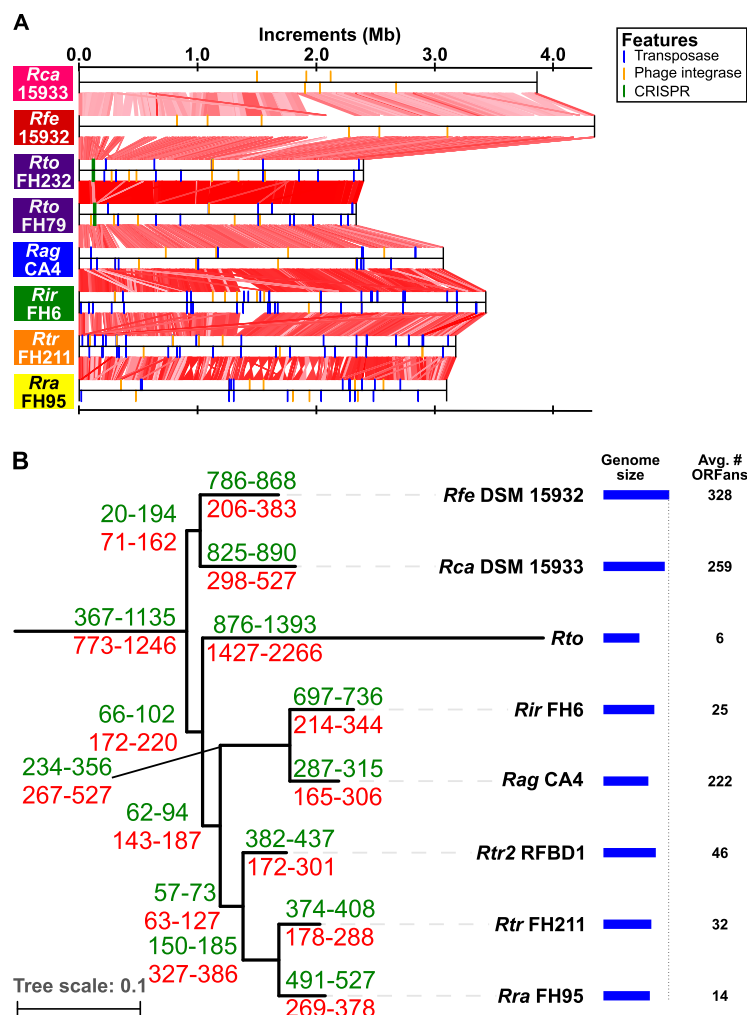 A
Increments (Mb)
0.0 1.0 2.0 3.0 4.0
Features
Transposase
Phage integrase
CRISPR
Rca
15933
Rfe
15932
Rto
FH232
Rto
FH79
Rag
CA4
Rir
FH6
Rtr
FH211
Rra
FH95
B
Genome
size
Avg. #
ORFans
786-868
206-383
Rfe DSM 15932
328
20-194
71-162
825-890
298-527
Rca DSM 15933
259
367-1135
773-1246
876-1393
1427-2266
Rto
6
66-102
172-220
697-736
214-344
Rir FH6
25
234-356
267-527
287-315
165-306
Rag CA4
222
62-94
143-187
382-437
172-301
Rtr2 RFBD1
46
57-73
63-127
374-408
178-288
Rtr FH211
32
150-185
327-386
491-527
269-378
Rra FH95
14
Tree scale: 0.1